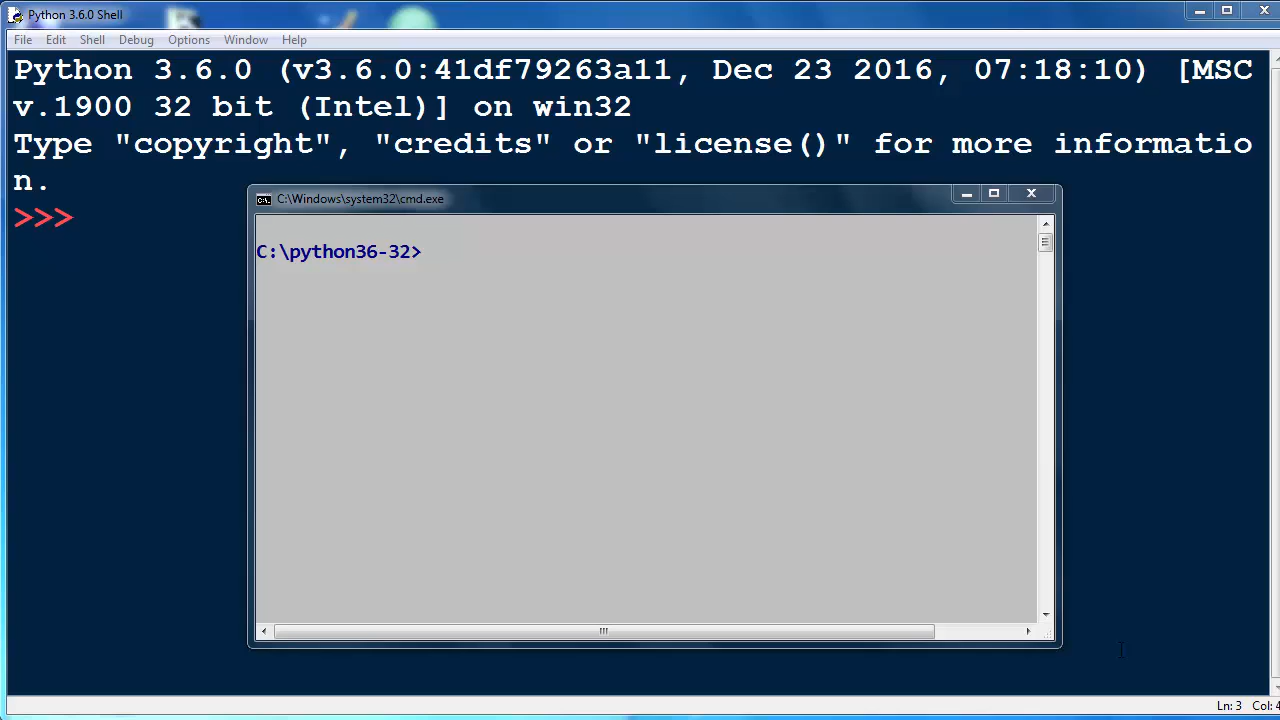 Python 3.6.0 Shell
File Edit Shell Debug Options Window Help
Python 3.6.0 (v3.6.0:41df79263a11, Dec 23 2016, 07:18:10) [MSC
v.1900 32 bit (Intel)] on win32
Type "copyright", "credits" or "license()" for more informatio
n.
>>>
C:\Windows\system32\cmd.exe
C:\python36-32>
Ln: 3 Col: 4